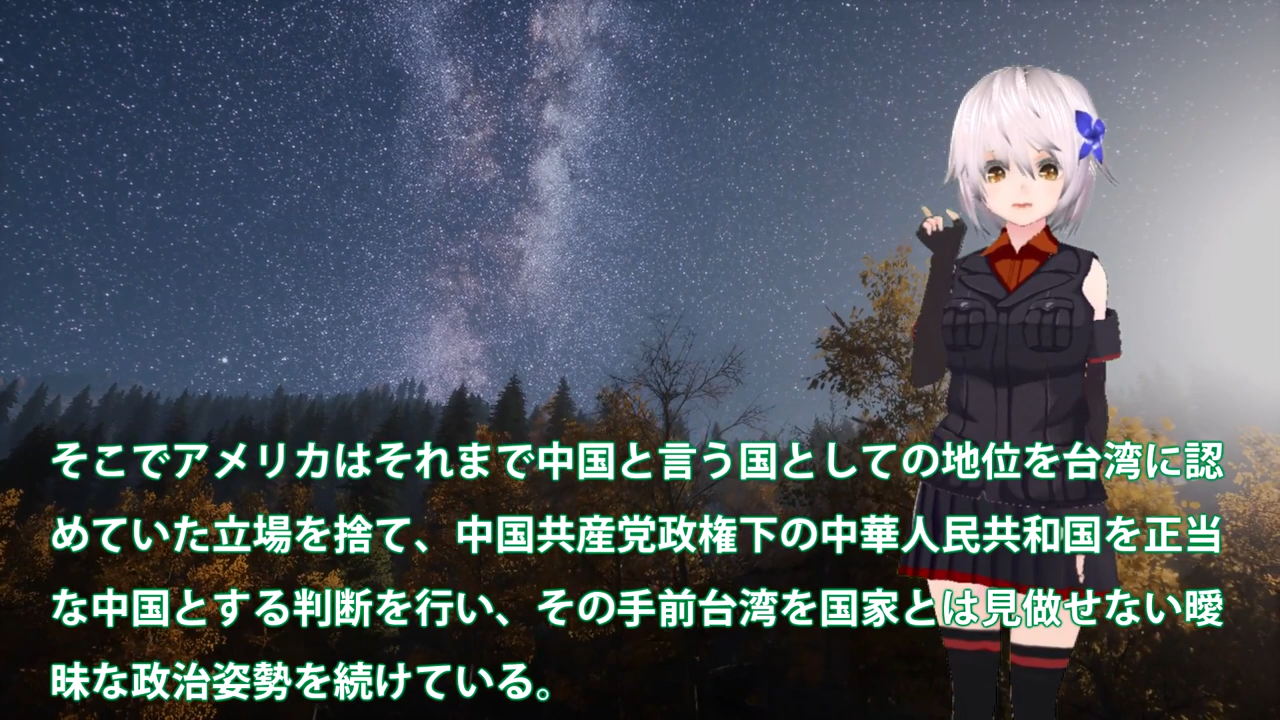 そこでアメリカはそれまで中国と言う国としての地位を台湾に認
めていた立場を捨て、中国共産党政権下の中華人民共和国を正当
な中国とする判断を行い、その手前台湾を国家とは見做せない曖
昧な政治姿勢を続けている。